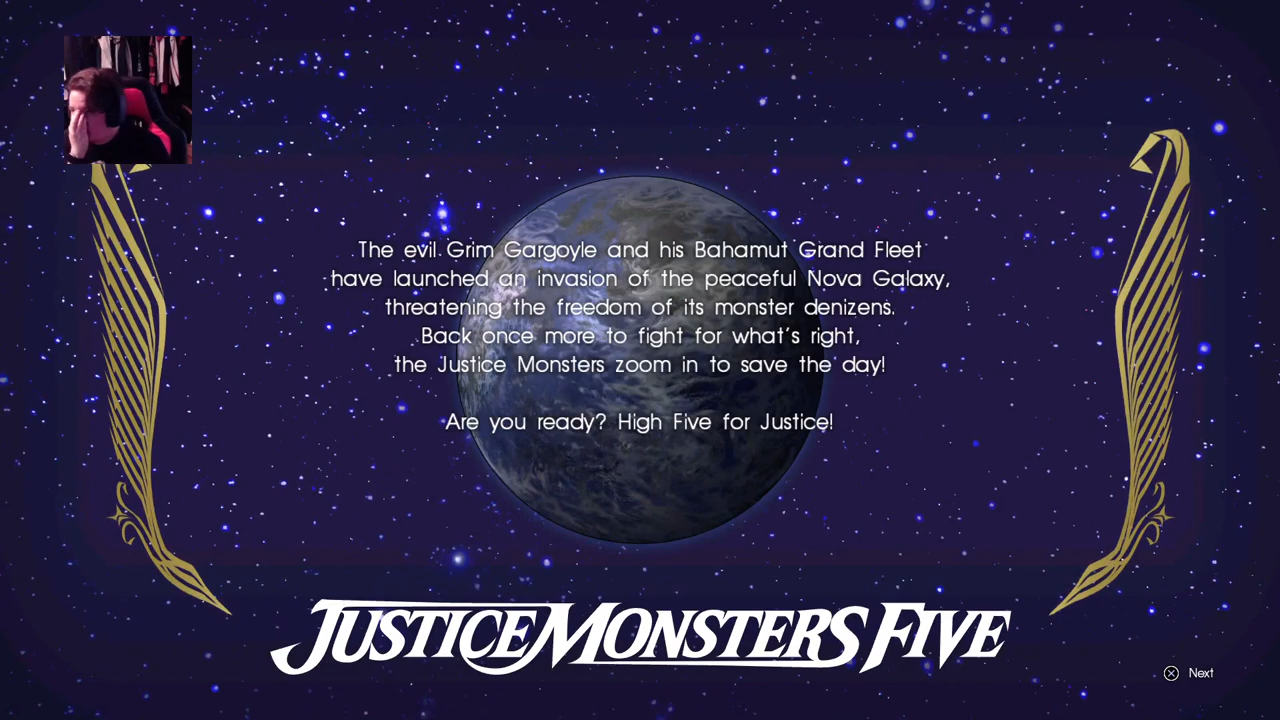 The evil Grim Gargoyle and his Bahamut Grand Fleet
have launched an invasion of the peaceful Nova Galaxy,
threatening the freedom of its monster denizens.
Back once more to fight for what's right,
the Justice Monsters zoom in to save the day!
Are you ready? High Five for Justice!
JUSTICE MONSTERS FIVE
Next